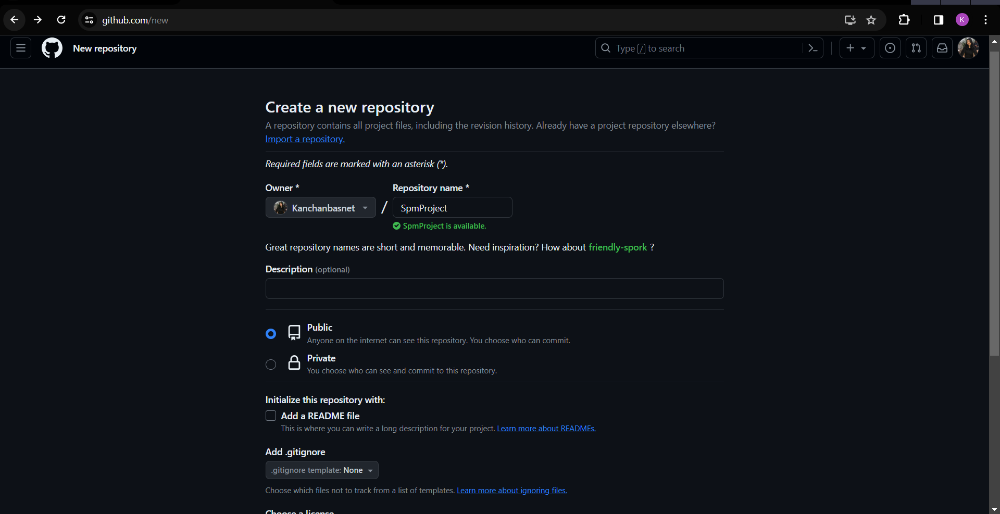 github.com/new
K
New repository
Type / to search
Create a new repository
A repository contains all project files, including the revision history. Already have a project repository elsewhere?
Import a repository.
Required fields are marked with an asterisk (*).
Owner *
Repository name *
Kanchanbasnet
/
SpmProject
SpmProject is available.
Great repository names are short and memorable. Need inspiration? How about friendly-spork ?
Description (optional)
Public
Anyone on the internet can see this repository. You choose who can commit.
Private
You choose who can see and commit to this repository.
Initialize this repository with:
Add a README file
This is where you can write a long description for your project. Learn more about READMEs.
Add .gitignore
.gitignore template: None
Choose which files not to track from a list of templates. Learn more about ignoring files.
Choose a license